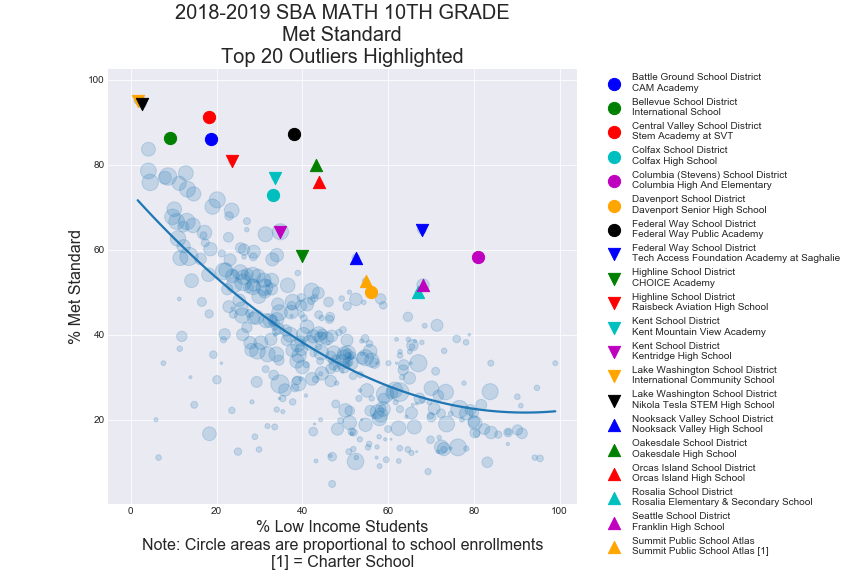 2018-2019 SBA MATH 10TH GRADE
Met Standard
Top 20 Outliers Highlighted
% Met Standard
100
80
60
40
20
0
20
40
60
80
100
% Low Income Students
Note: Circle areas are proportional to school enrollments
[1] = Charter School
Battle Ground School District
CAM Academy
Bellevue School District
International School
Central Valley School District
Stem Academy at SVT
Colfax School District
Colfax High School
Columbia (Stevens) School District
Columbia High And Elementary
Davenport School District
Davenport Senior High School
Federal Way School District
Federal Way Public Academy
Federal Way School District
Tech Access Foundation Academy at Saghalie
Highline School District
CHOICE Academy
Highline School District
Raisbeck Aviation High School
Kent School District
Kent Mountain View Academy
Kent School District
Kentridge High School
Lake Washington School District
International Community School
Lake Washington School District
Nikola Tesla STEM High School
Nooksack Valley School District
Nooksack Valley High School
Oakesdale School District
Oakesdale High School
Orcas Island School District
Orcas Island High School
Rosalia School District
Rosalia Elementary & Secondary School
Seattle School District
Franklin High School
Summit Public School Atlas
Summit Public School Atlas [1]